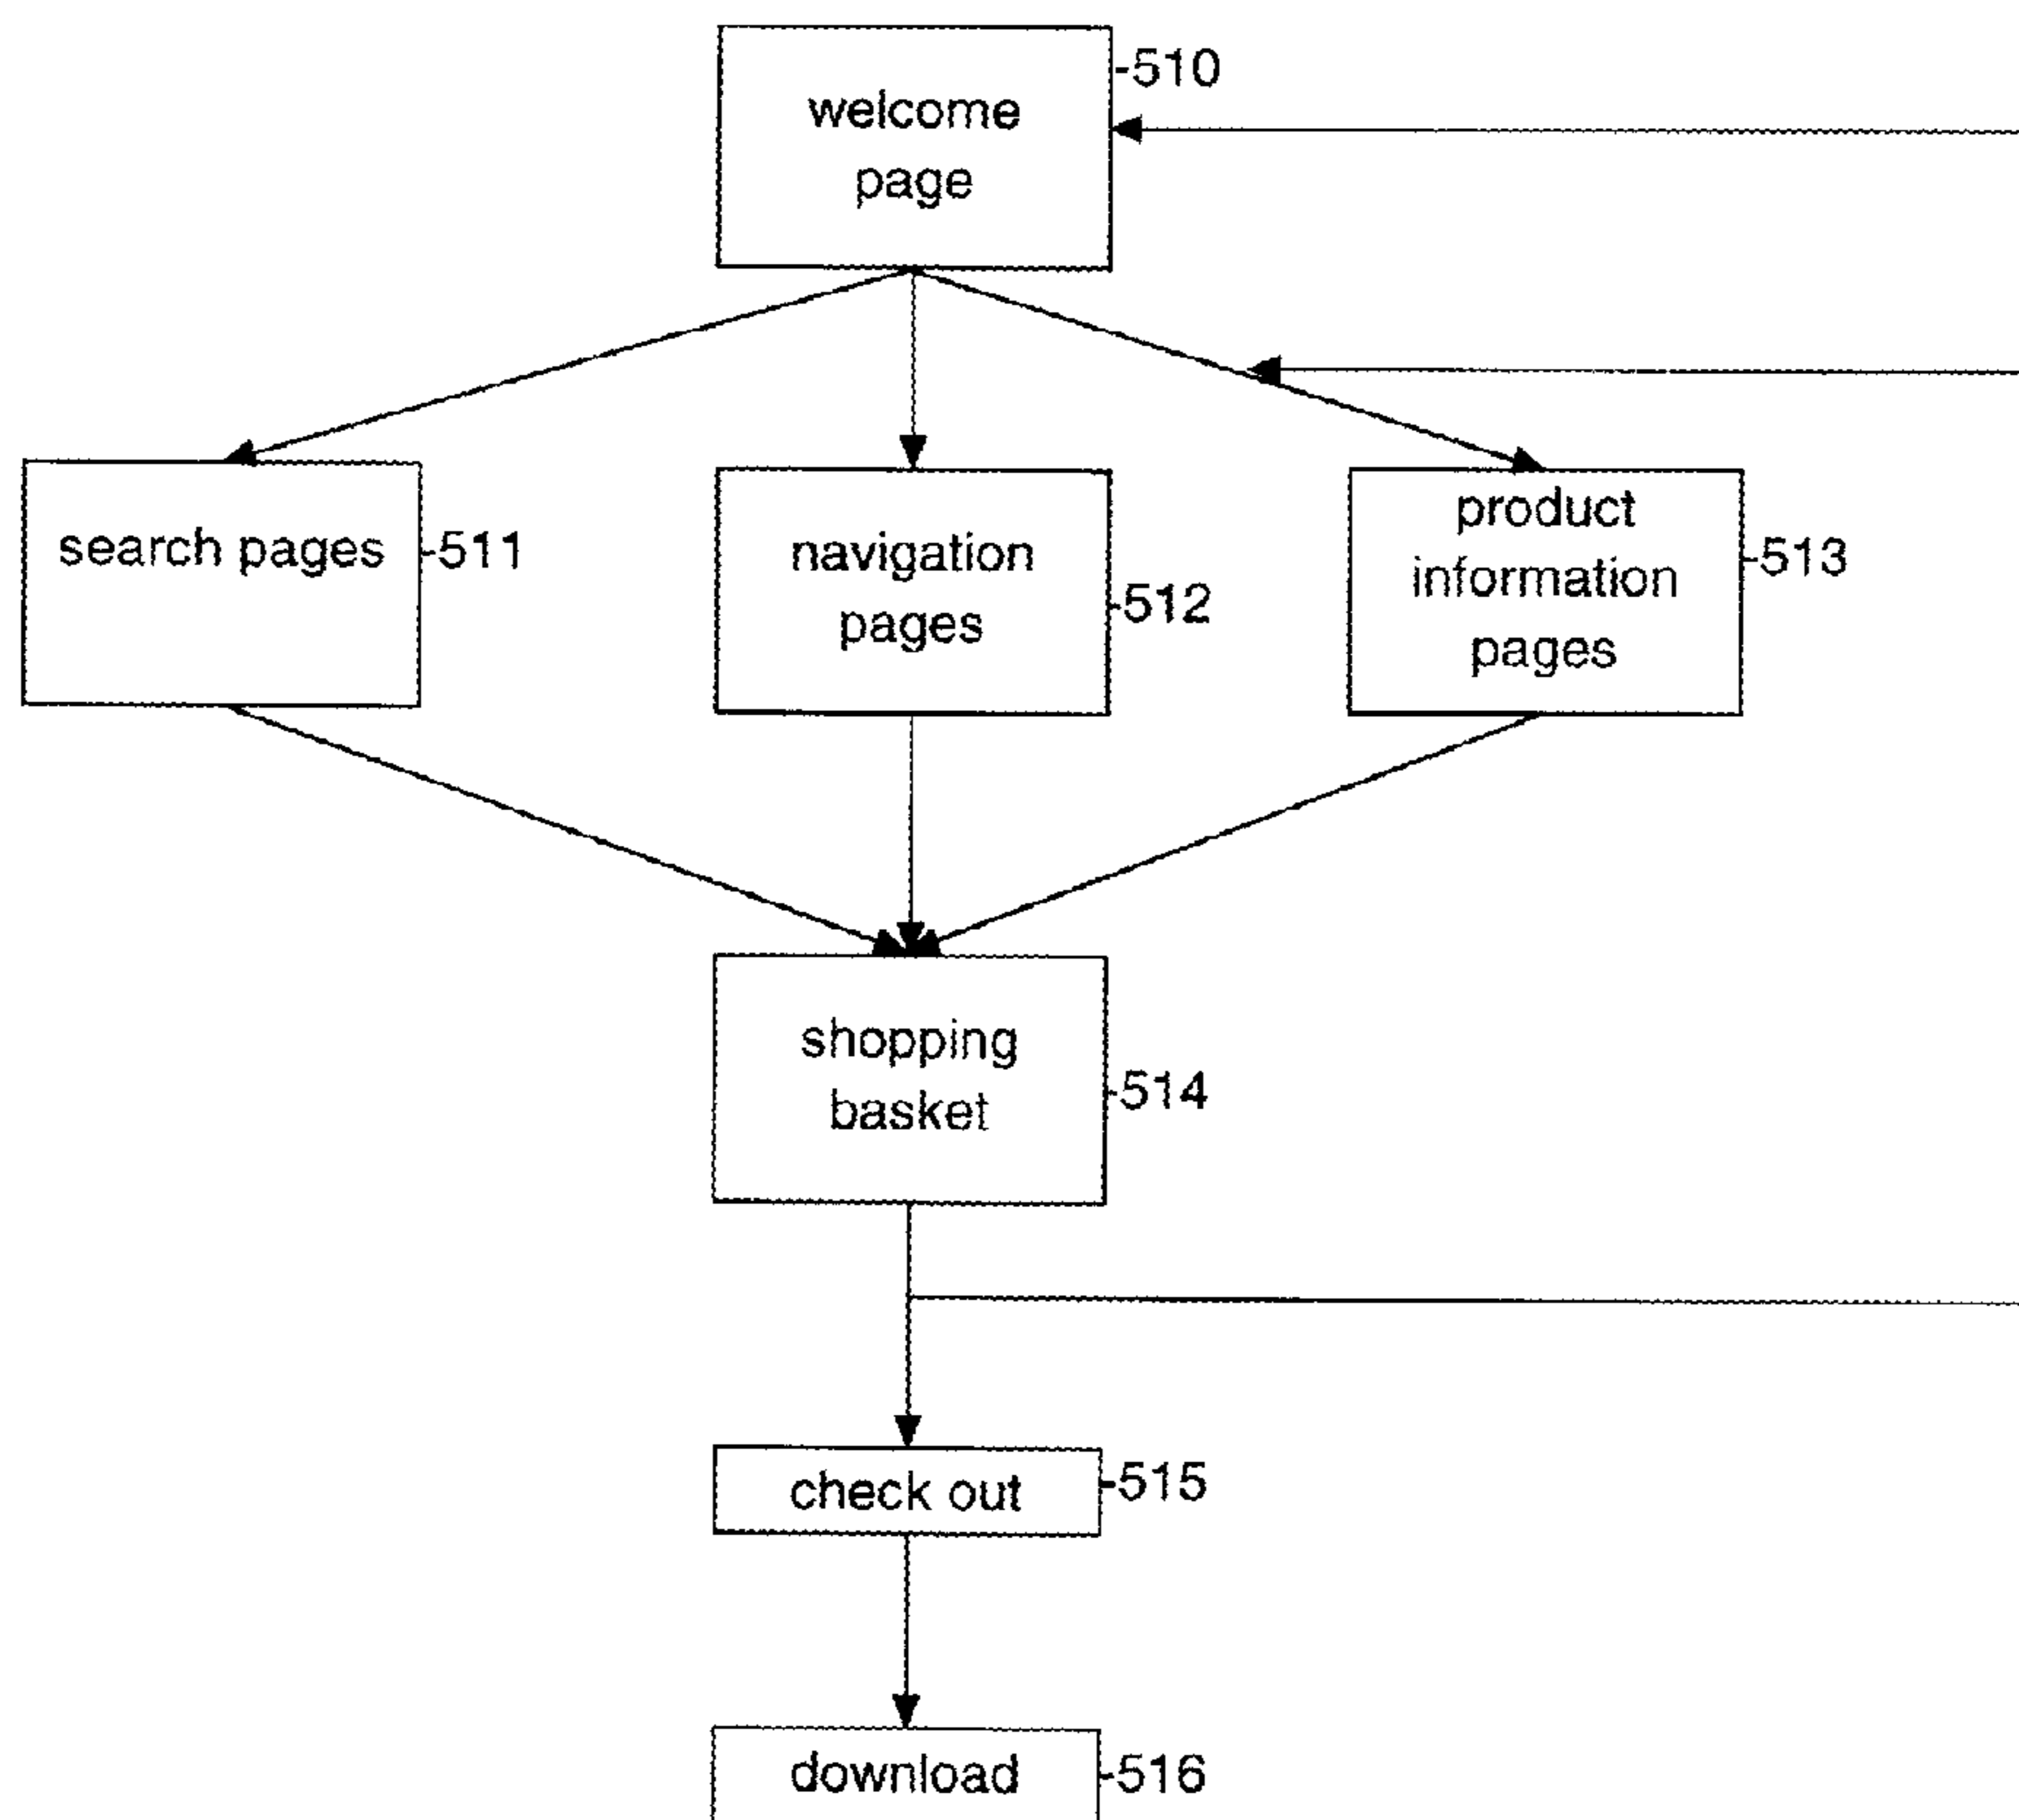 welcome
page
510
search pages
511
navigation
pages
512
product
information
pages
513
shopping
basket
514
check out
515
download
516